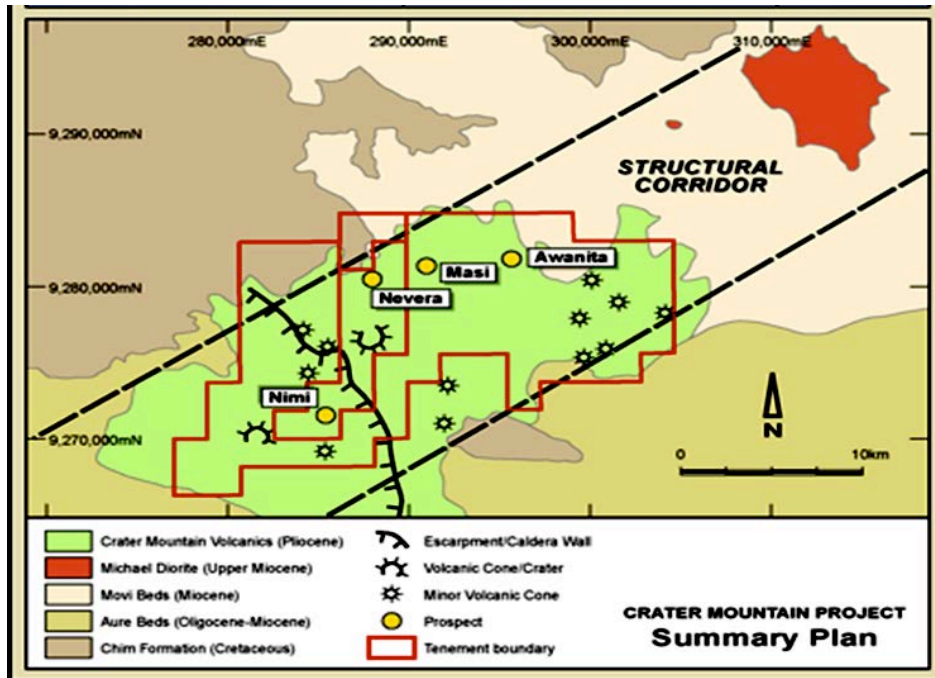 280,000mE
290,000mE
300,000mE
310,000mE
9,290,000mN
STRUCTURAL
CORRIDOR
Awanita
Masi
9,280,000mN
Nevera
Nimi
9,270,000mN
N
0
10km
Crater Mountain Volcanics (Pliocene)
Michael Diorite (Upper Miocene)
Movi Beds (Miocene)
Aure Beds (Oligocene-Miocene)
Chim Formation (Cretaceous)
Escarpment/Caldera Wall
Volcanic Cone/Crater
Minor Volcanic Cone
Prospect
Tenement boundary
CRATER MOUNTAIN PROJECT
Summary Plan